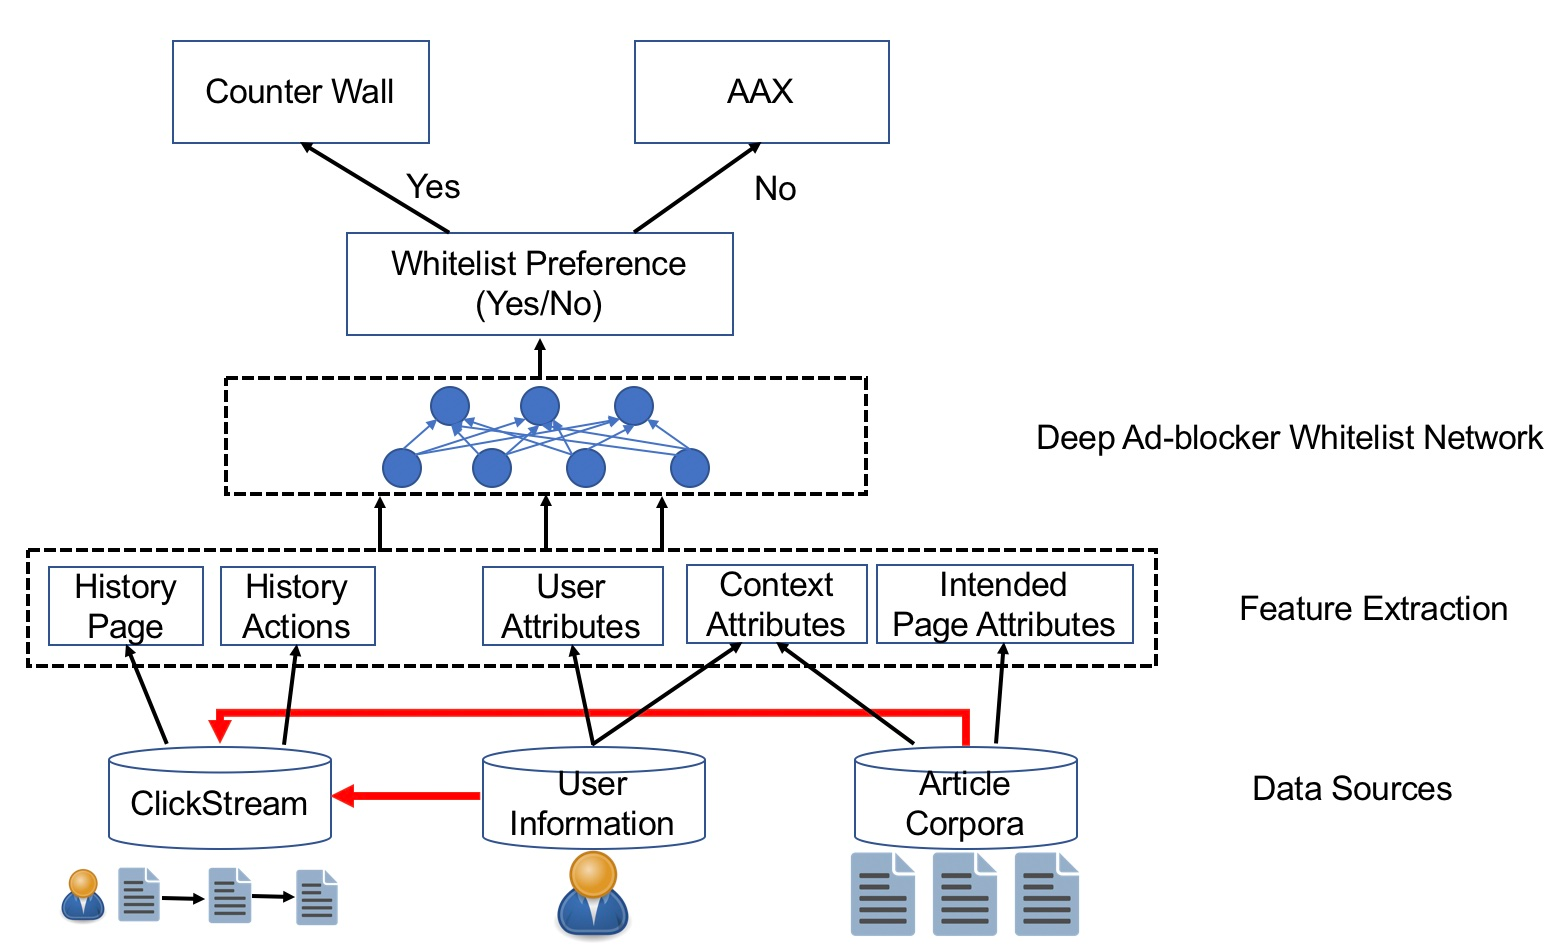 Counter Wall
AAX
Yes
No
Whitelist Preference
(Yes/No)
Deep Ad-blocker Whitelist Network
History
Page
History
Actions
User
Attributes
Context
Attributes
Intended
Page Attributes
Feature Extraction
ClickStream
User
Information
Article
Corpora
Data Sources